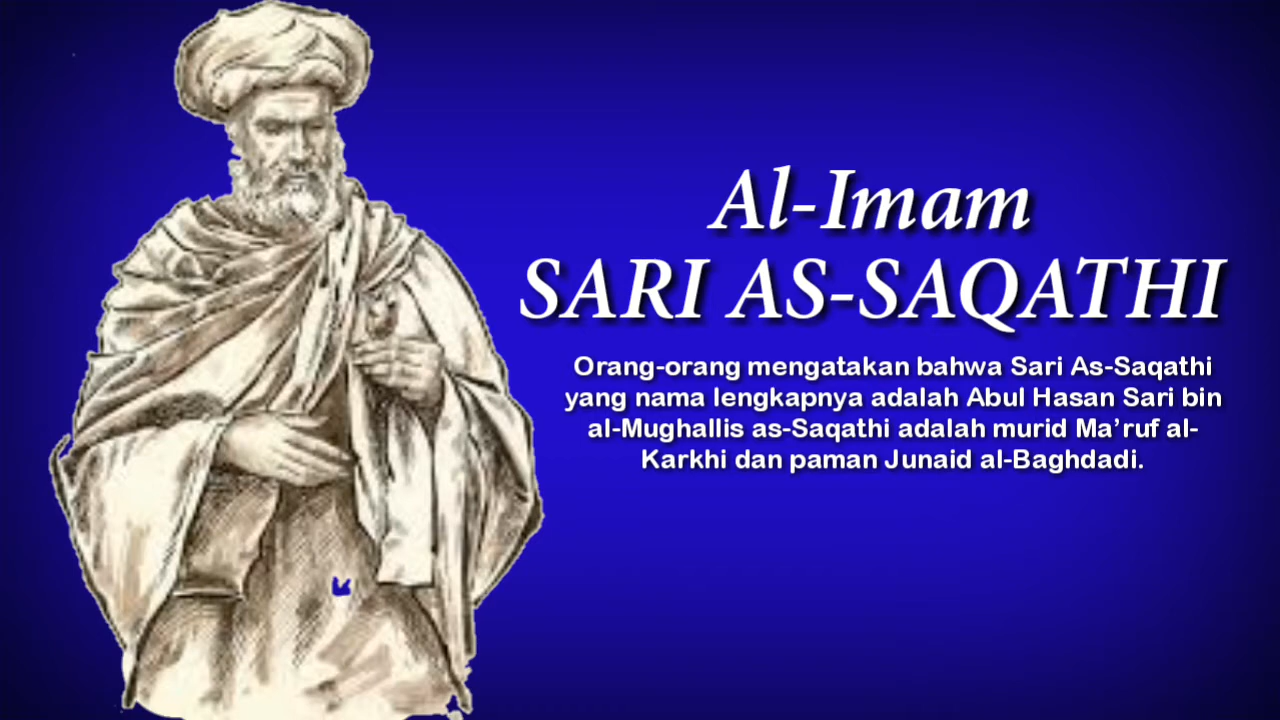 Al-Imam
SARI AS-SAQATHI
Orang-orang mengatakan bahwa Sari As-Saqathi
yang nama lengkapnya adalah Abul Hasan Sari bin
al-Mughallis as-Saqathi adalah murid Ma’ruf al-
Karkhi dan paman Junaid al-Baghdadi.